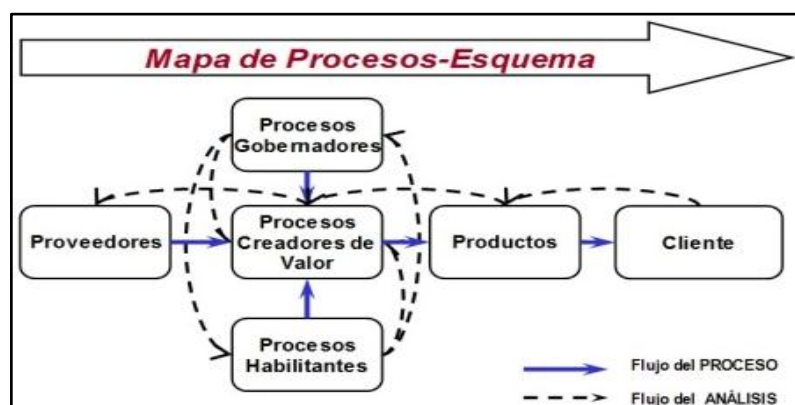 Mapa de Procesos-Esquema
Procesos
Gobernadores
Proveedores
Procesos
Creadores de
Valor
Productos
Cliente
Procesos
Habilitantes
Flujo del PROCESO
Flujo del ANÀLISIS